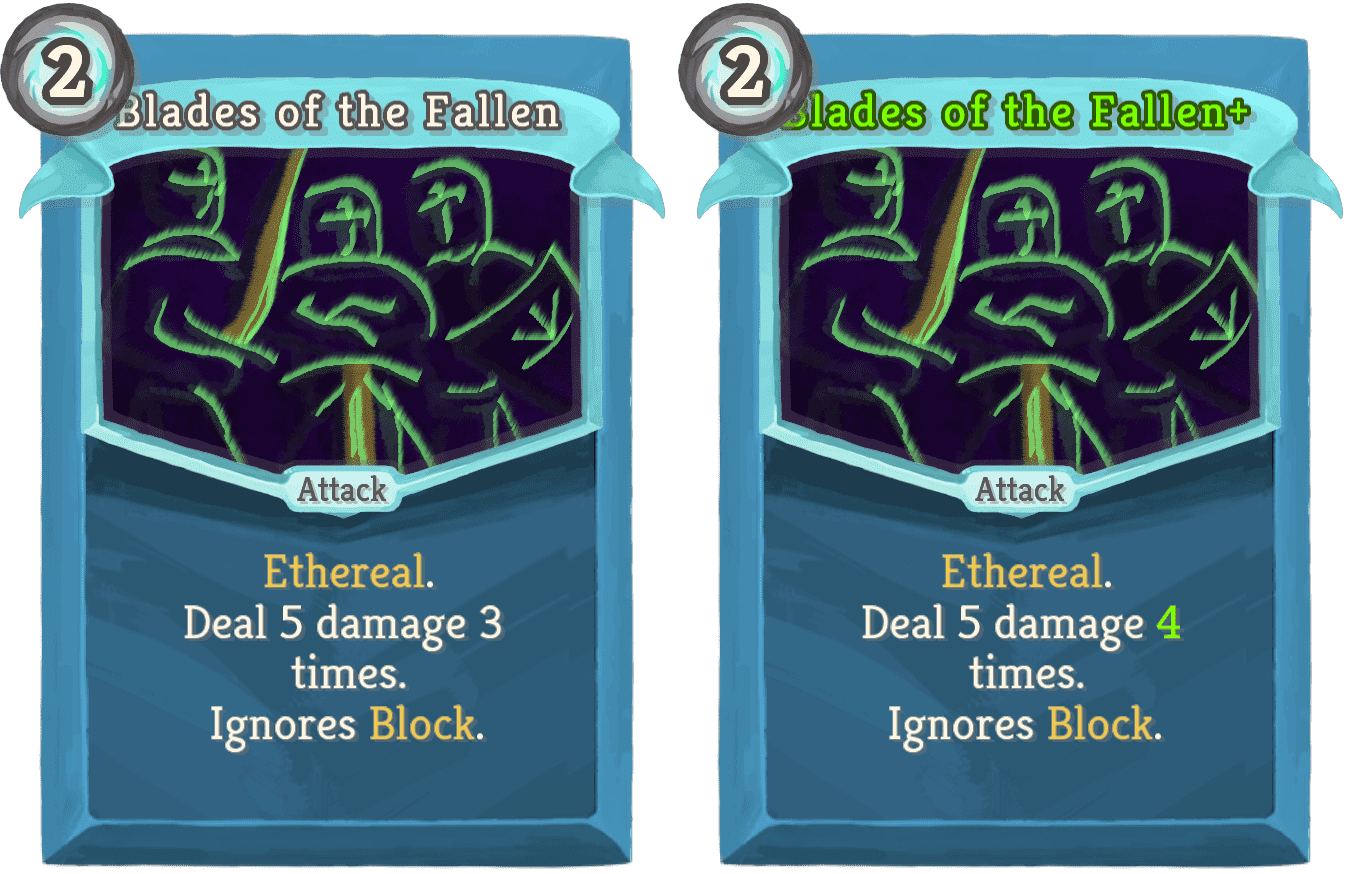 2
Blades of the Fallen
Attack
Ethereal.
Deal 5 damage 3
times.
Ignores Block.
2
Blades of the Fallen+
Attack
Ethereal.
Deal 5 damage 4
times.
Ignores Block.